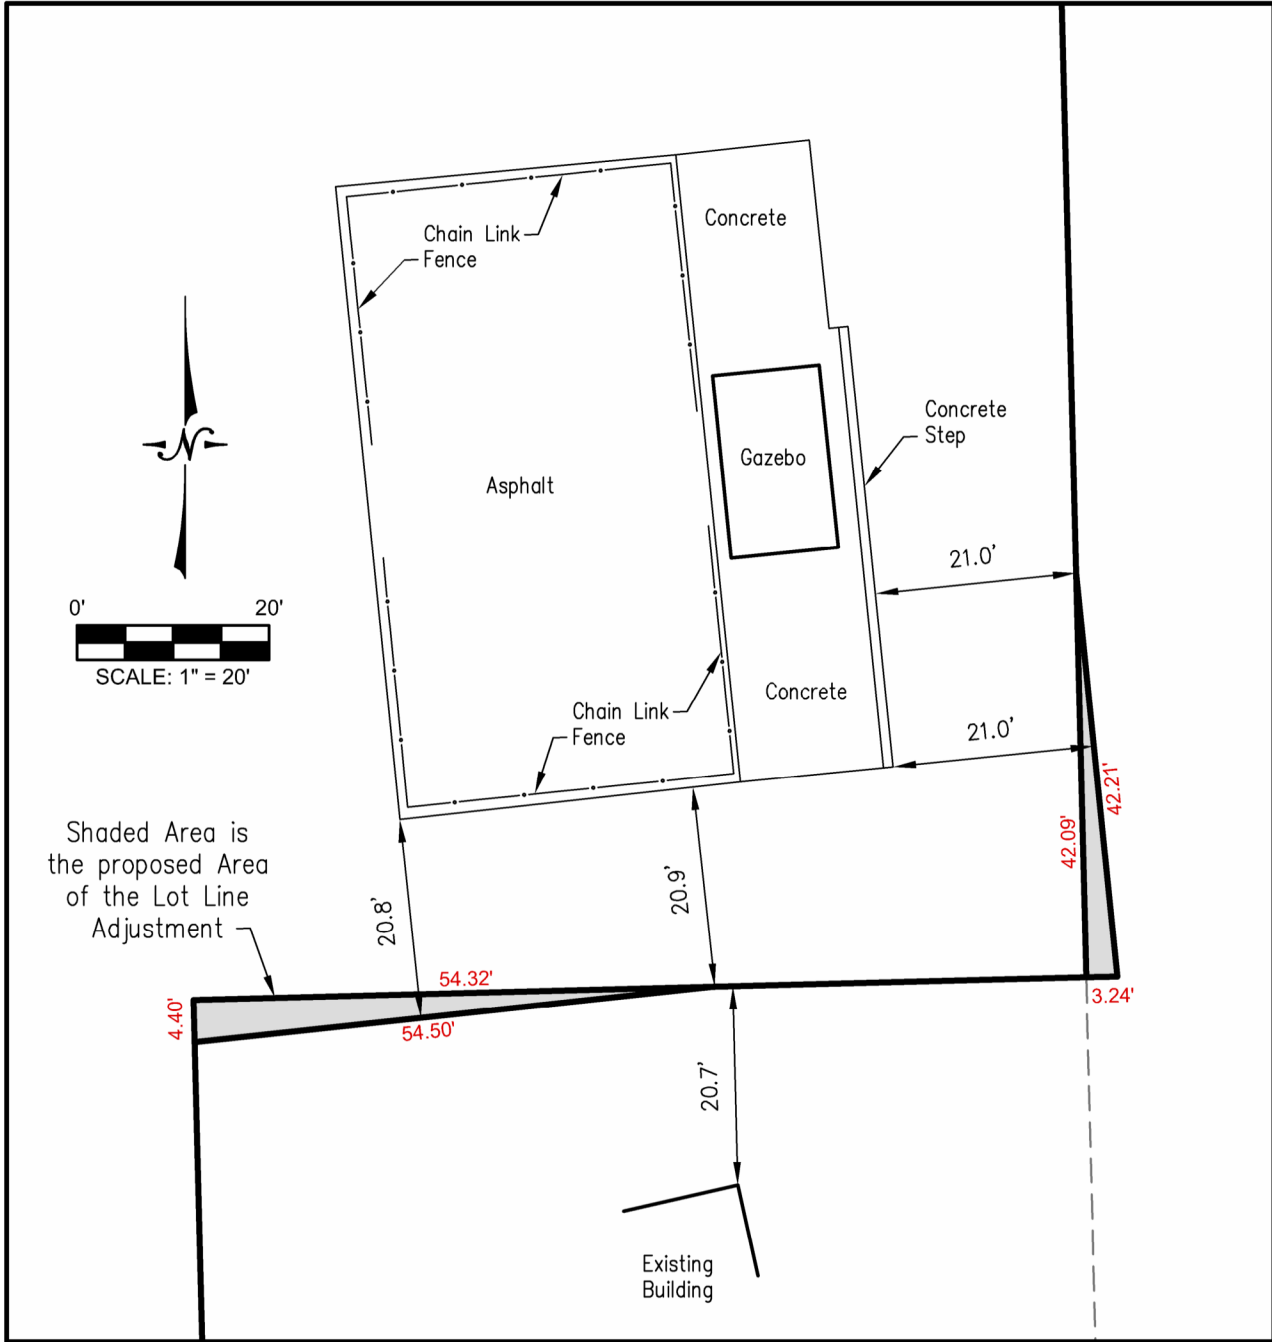 Concrete
Chain Link
Fence
N
Concrete
Step
Gazebo
Asphalt
21.0'
0' 20'
SCALE: 1" = 20'
Concrete
Chain Link
Fence
21.0'
42.21'
42.09'
Shaded Area is
the proposed Area
of the Lot Line
Adjustment
20.8'
20.9'
54.32'
3.24'
4.40'
54.50'
20.7'
Existing
Building